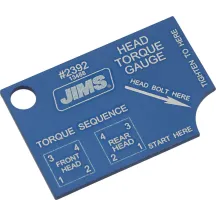 #2392
13468
JIMS
HEAD
TORQUE
GAUGE
TIGHTEN TO HERE
HEAD BOLT HERE
START HERE
TORQUE SEQUENCE
3 4
FRONT
HEAD
1 2
4 3
REAR
HEAD
2 1